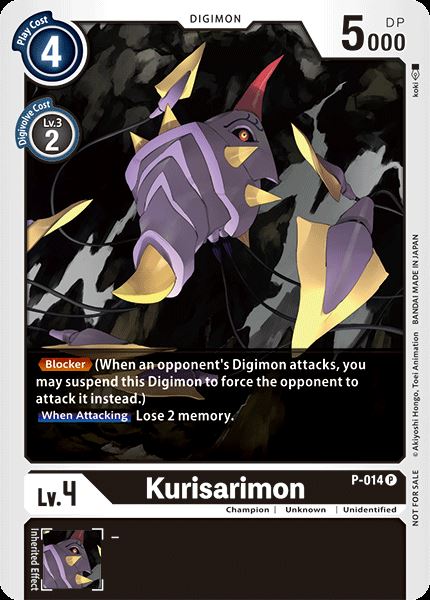 Play Cost
4
DIGIMON
5000 DP
koki
Digivolve Cost
Lv.3
2
Blocker (When an opponent's Digimon attacks, you
may suspend this Digimon to force the opponent to
attack it instead.)
When Attacking Lose 2 memory.
© Akiyoshi Hongo, Toei Animation BANDAI MADE IN JAPAN
NOT FOR SALE
P-014 P
Lv.4 Kurisarimon
Champion | Unknown | Unidentified
Inherited Effect
–